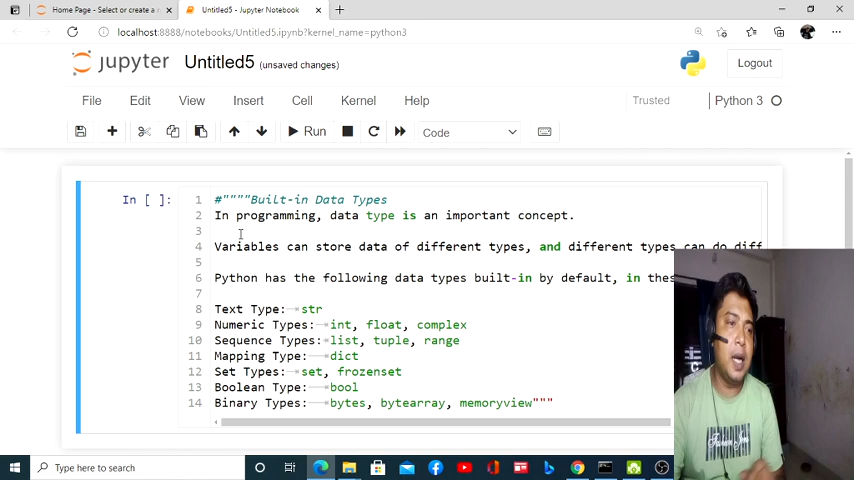 Home Page - Select or create a n
Untitled5 - Jupyter Notebook
localhost:8888/notebooks/Untitled5.ipynb?kernel_name=python3
jupyter Untitled5 (unsaved changes)
Logout
File Edit View Insert Cell Kernel Help
Trusted
Python 3
Run
Code
In [ ]:
1 #""""Built-in Data Types
2 In programming, data type is an important concept.
3
4 Variables can store data of different types, and different types can do diff
5
6 Python has the following data types built-in by default, in thes
7
8 Text Type: str
9 Numeric Types: int, float, complex
10 Sequence Types: list, tuple, range
11 Mapping Type: dict
12 Set Types: set, frozenset
13 Boolean Type: bool
14 Binary Types: bytes, bytearray, memoryview"""
Type here to search